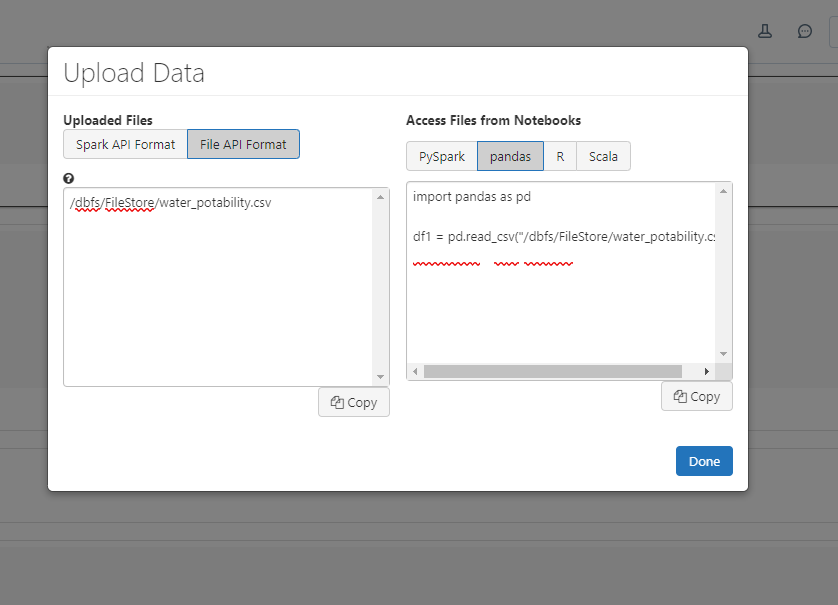 Upload Data
Uploaded Files
Spark API Format
File API Format
/dbfs/FileStore/water_potability.csv
Copy
Access Files from Notebooks
PySpark
pandas
R
Scala
import pandas as pd
df1 = pd.read_csv("/dbfs/FileStore/water_potability.cs
Copy
Done